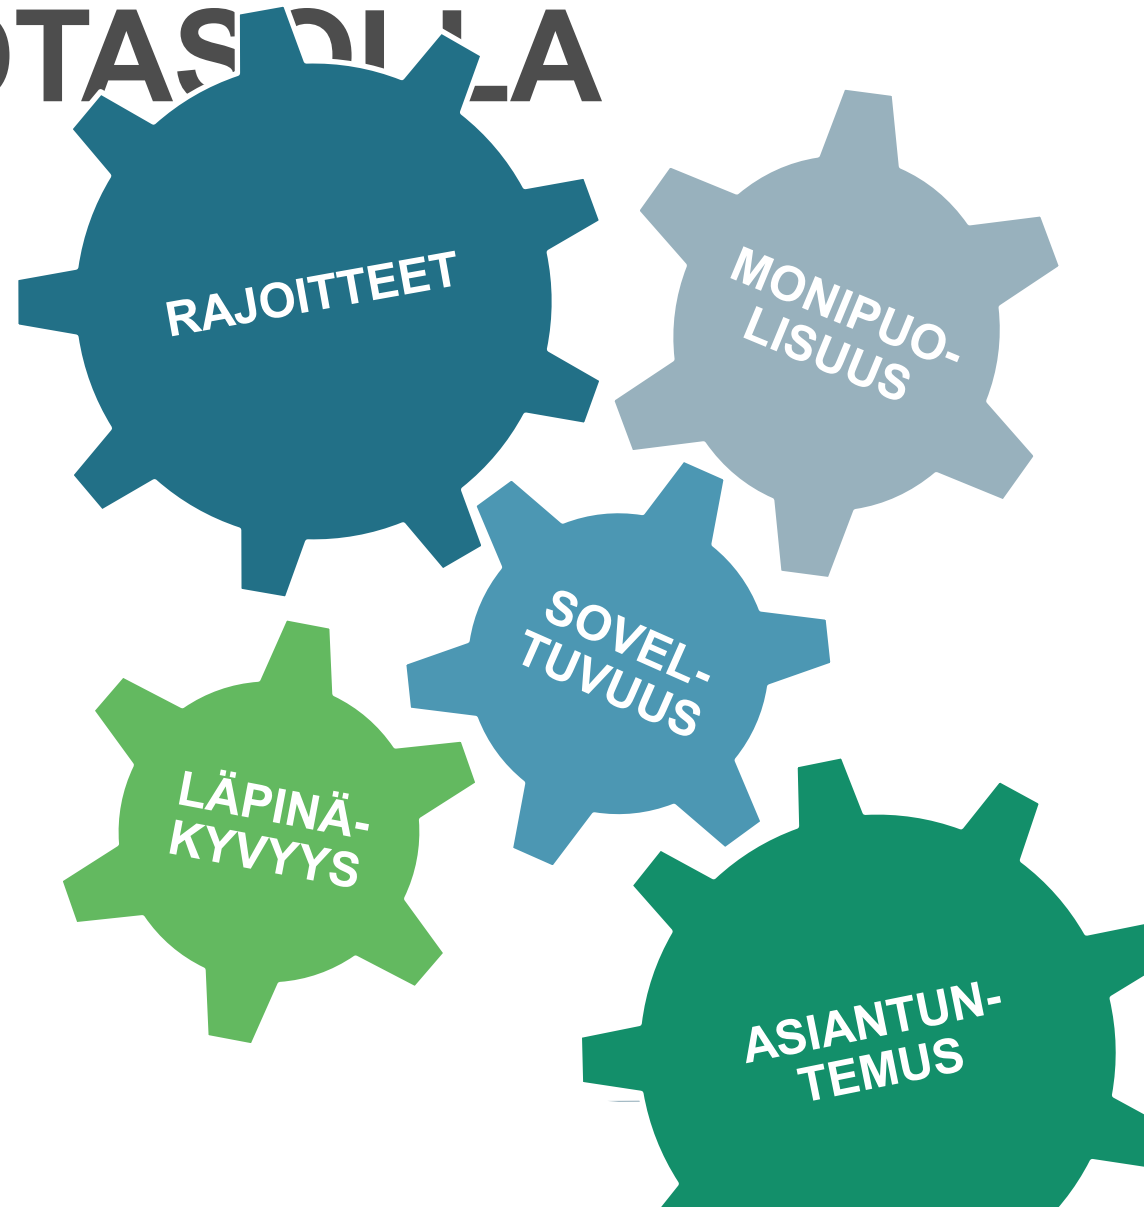 RAJOITTEET
MONIPUO-
LISUUS
SOVEL-
TUVUUS
LÄPINÄ-
KYVYYS
ASIANTUN-
TEMUS